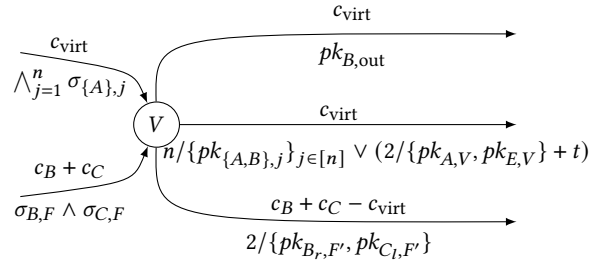 c_virt
c_virt
pk_{B,out}
⋀_{j=1}^{n} σ_{{A},j}
c_virt
V
n/{pk_{{A,B},j}}_{j∈[n]} ∨ (2/{pk_{A,V}, pk_{E,V}} + t)
c_B + c_C
c_B + c_C − c_virt
σ_{B,F} ∧ σ_{C,F}
2/{pk_{B_r,F'}, pk_{C_l,F'}}